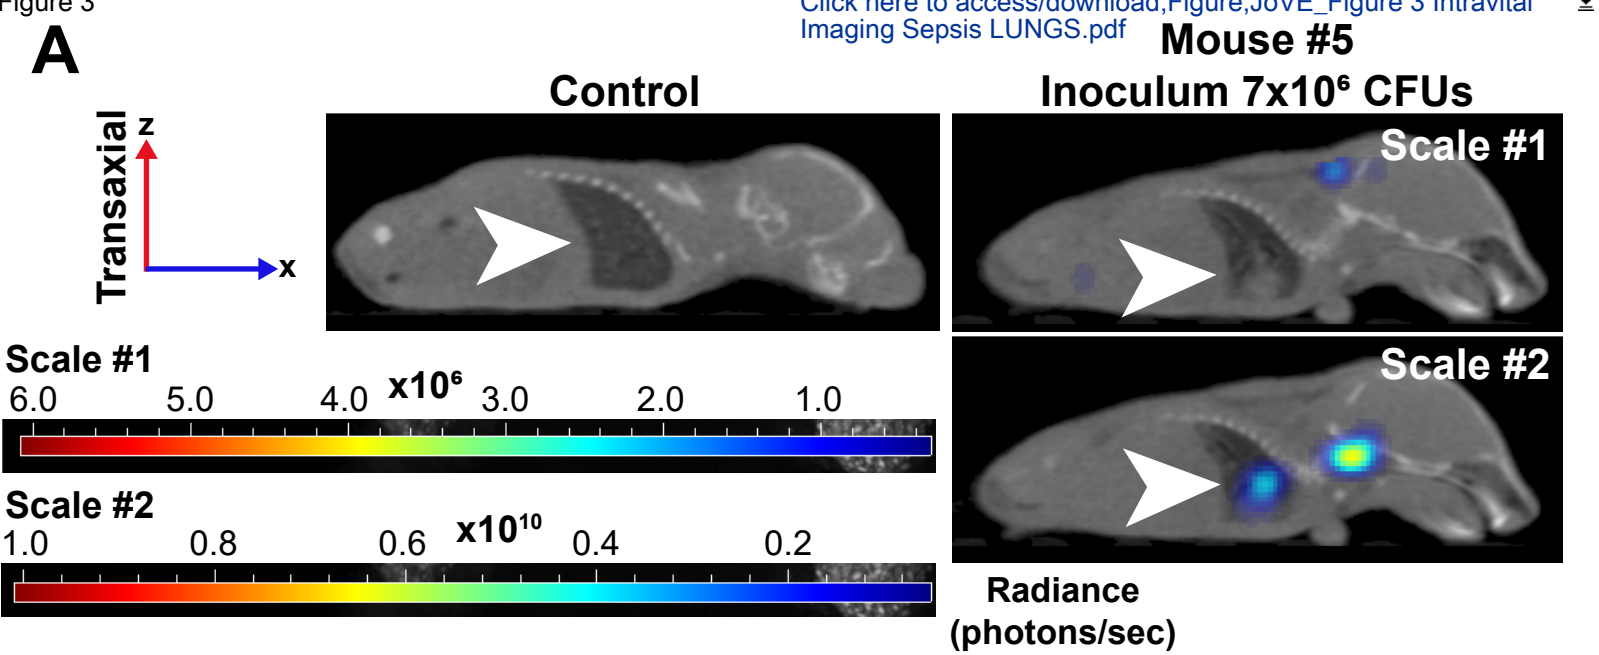 Figure 3
Click here to access/download;Figure;JoVE_Figure 3 Intravital
Imaging Sepsis LUNGS.pdf
A
Mouse #5
Control
Inoculum 7x10⁶ CFUs
Transaxial
z
x
Scale #1
Scale #2
Scale #1
x10⁶
6.0 5.0 4.0 3.0 2.0 1.0
Scale #2
x10¹⁰
1.0 0.8 0.6 0.4 0.2
Radiance
(photons/sec)